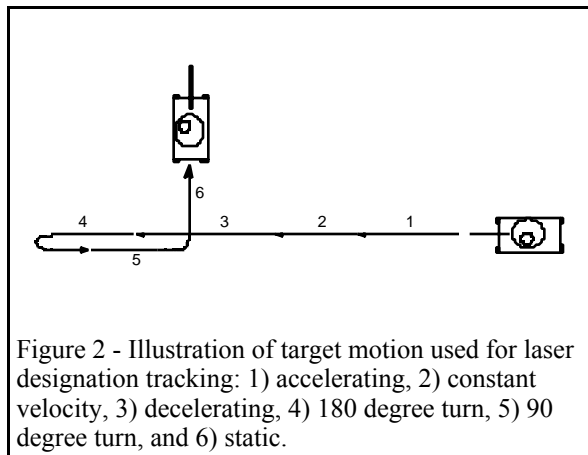 6
4 3 2 1
5
Figure 2 - Illustration of target motion used for laser
designation tracking: 1) accelerating, 2) constant
velocity, 3) decelerating, 4) 180 degree turn, 5) 90
degree turn, and 6) static.